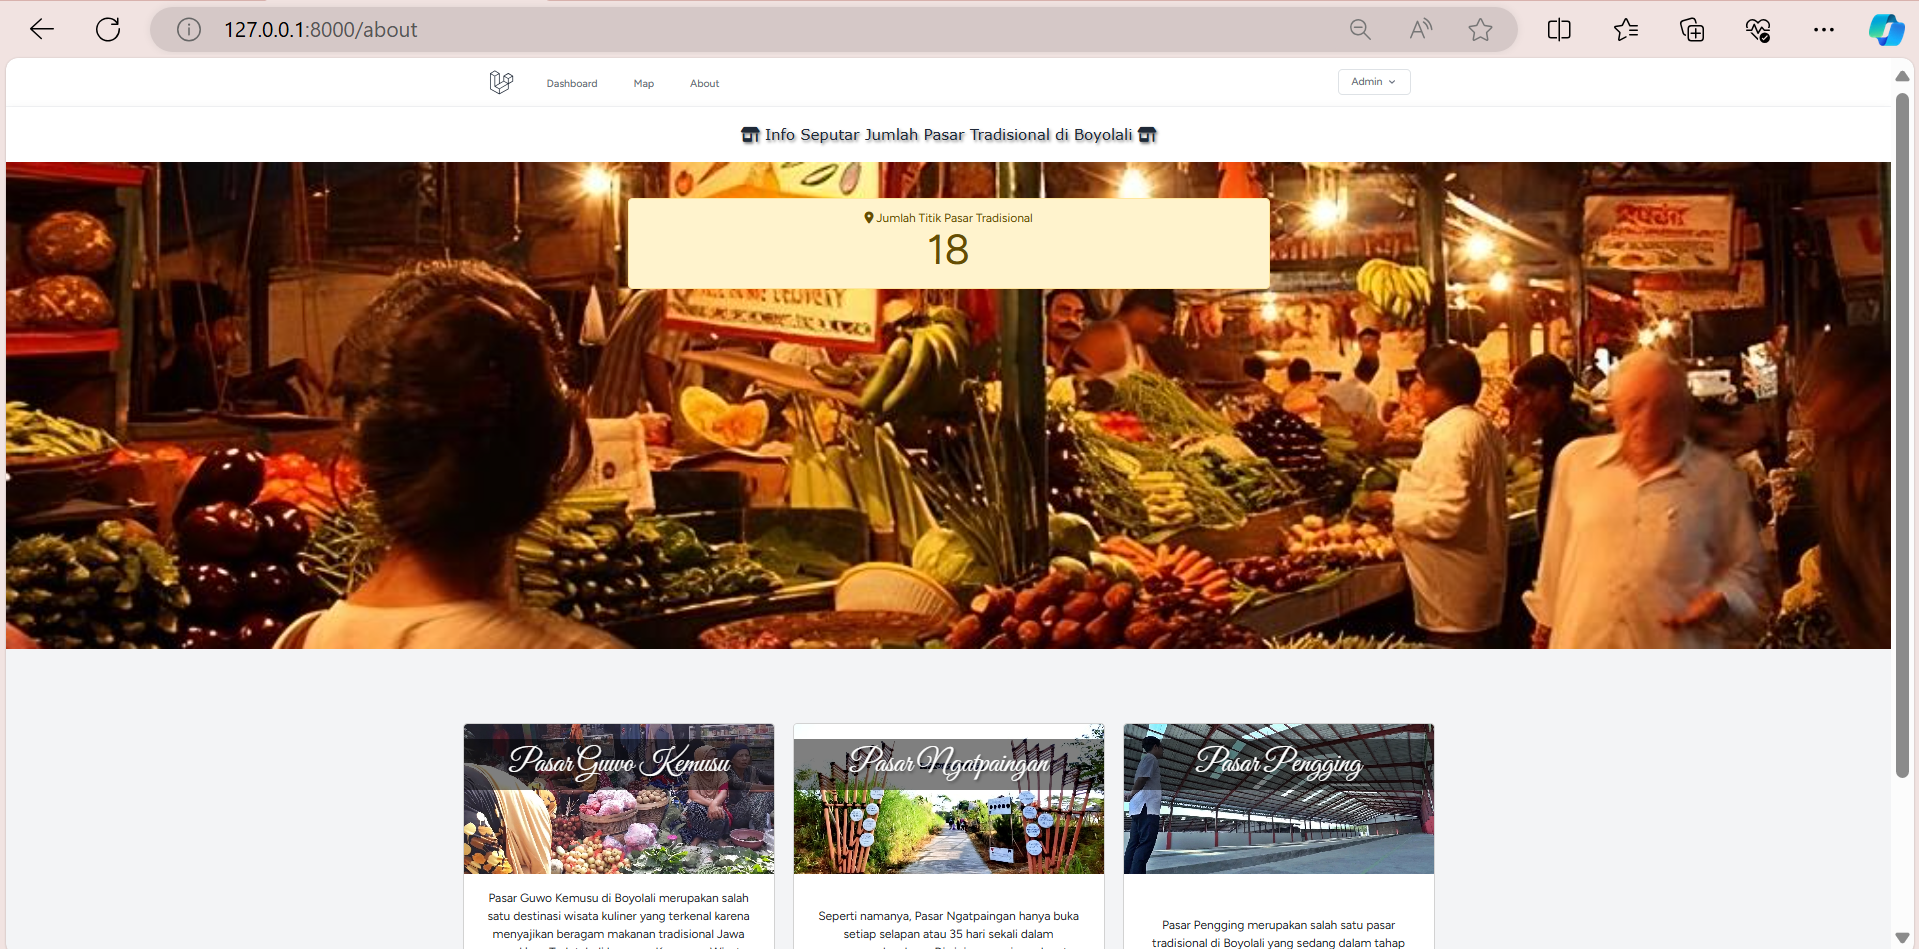 127.0.0.1:8000/about
Dashboard Map About Admin
Info Seputar Jumlah Pasar Tradisional di Boyolali
Jumlah Titik Pasar Tradisional
18
Pasar Guwo Kemusu
Pasar Guwo Kemusu di Boyolali merupakan salah
satu destinasi wisata kuliner yang terkenal karena
menyajikan beragam makanan tradisional Jawa
Pasar Ngatpaingan
Seperti namanya, Pasar Ngatpaingan hanya buka
setiap selapan atau 35 hari sekali dalam
Pasar Pengging
Pasar Pengging merupakan salah satu pasar
tradisional di Boyolali yang sedang dalam tahap